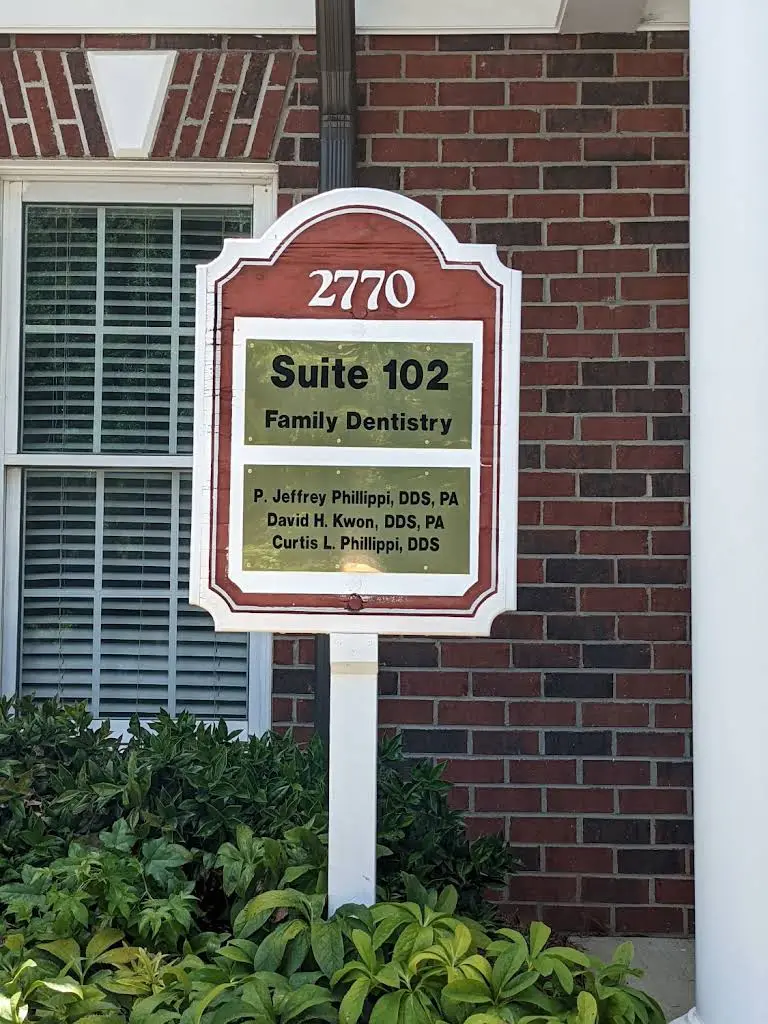 2770
Suite 102
Family Dentistry
P. Jeffrey Phillippi, DDS, PA
David H. Kwon, DDS, PA
Curtis L. Phillippi, DDS